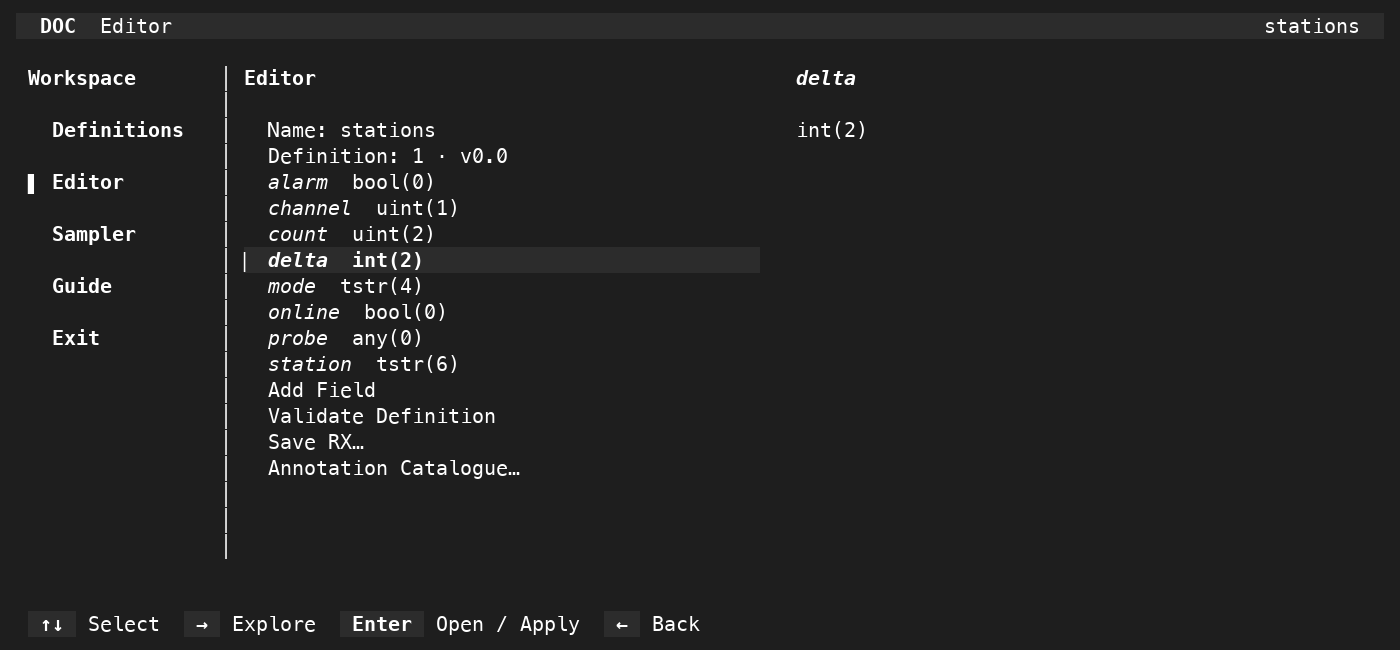 DOC Editor stations
Workspace
Definitions
Editor
Sampler
Guide
Exit
Editor
Name: stations
Definition: 1 · v0.0
alarm bool(0)
channel uint(1)
count uint(2)
delta int(2)
mode tstr(4)
online bool(0)
probe any(0)
station tstr(6)
Add Field
Validate Definition
Save RX…
Annotation Catalogue…
delta
int(2)
↑↓ Select → Explore Enter Open / Apply ← Back